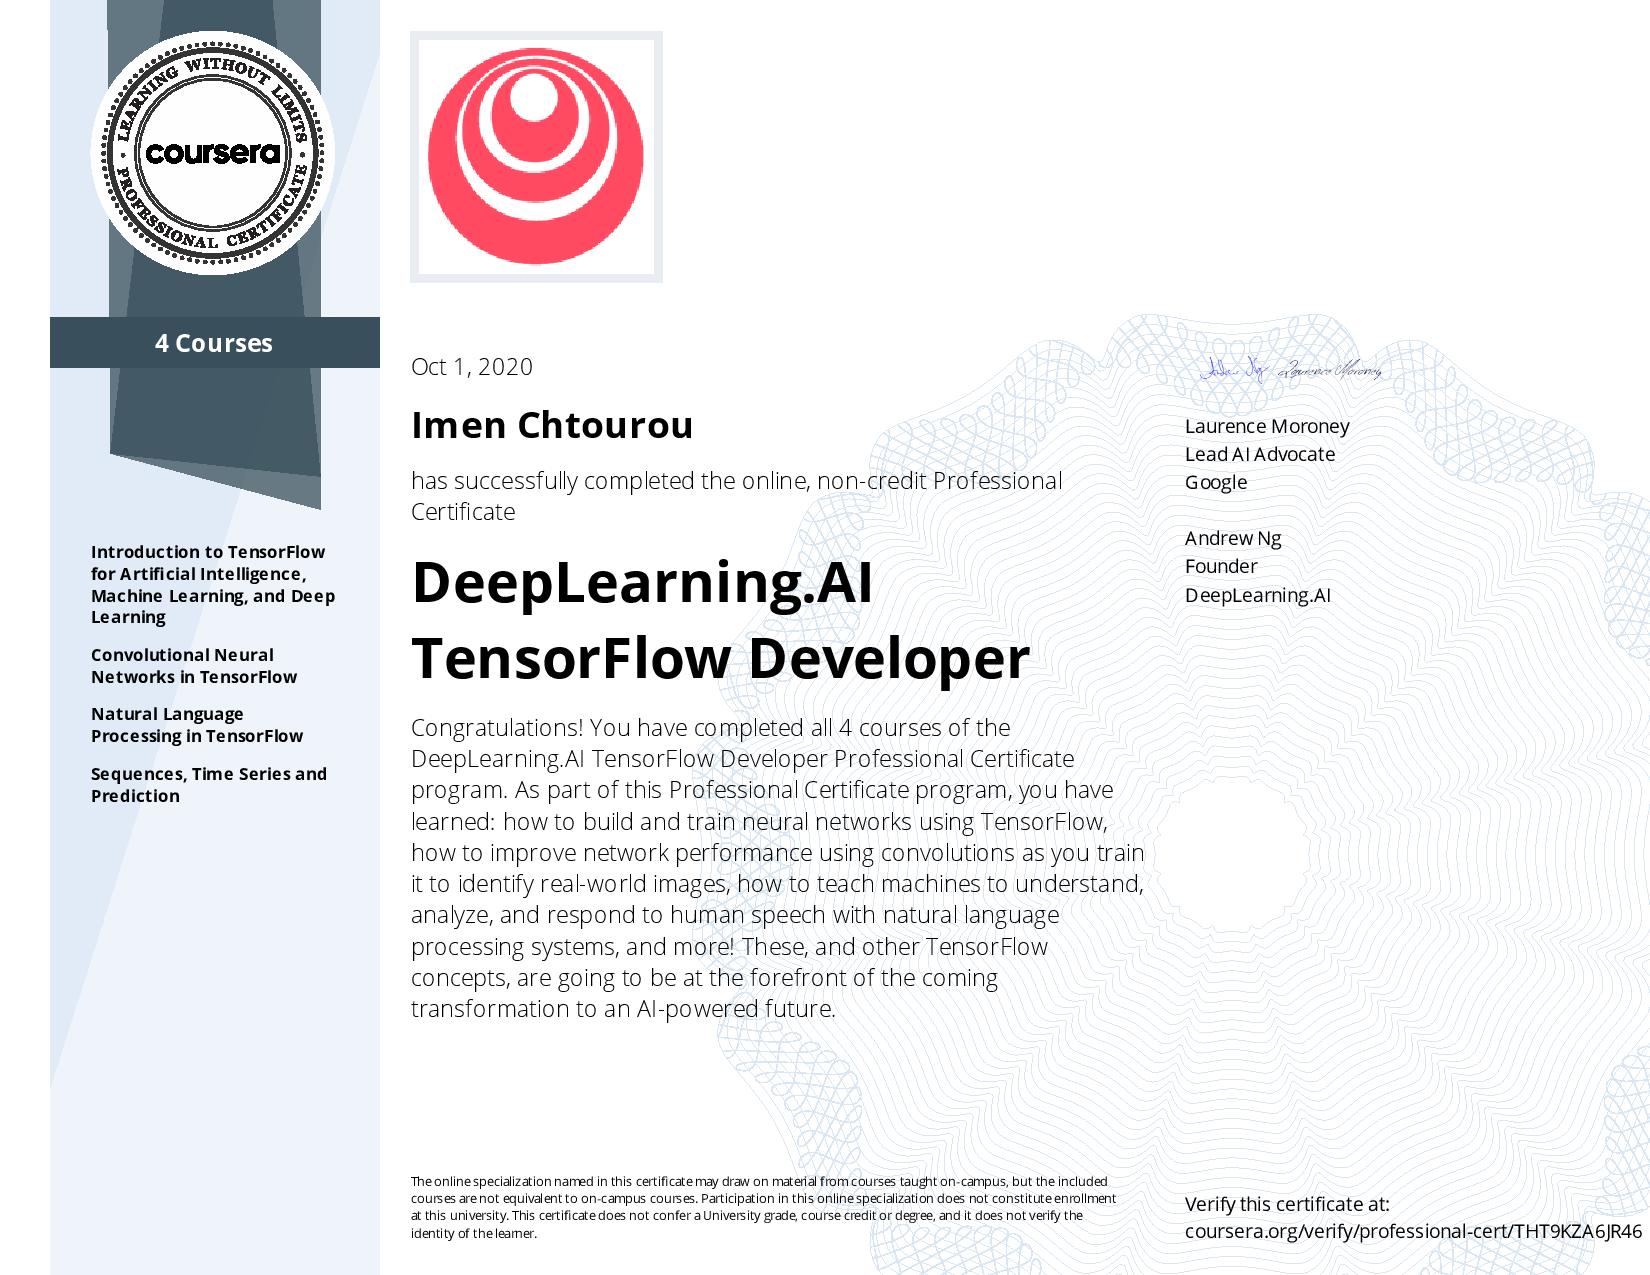 LEARNING WITHOUT LIMITS
coursera
PROFESSIONAL CERTIFICATE
4 Courses
Introduction to TensorFlow
for Artificial Intelligence,
Machine Learning, and Deep
Learning
Convolutional Neural
Networks in TensorFlow
Natural Language
Processing in TensorFlow
Sequences, Time Series and
Prediction
Oct 1, 2020
Imen Chtourou
has successfully completed the online, non-credit Professional
Certificate
DeepLearning.AI
TensorFlow Developer
Congratulations! You have completed all 4 courses of the
DeepLearning.AI TensorFlow Developer Professional Certificate
program. As part of this Professional Certificate program, you have
learned: how to build and train neural networks using TensorFlow,
how to improve network performance using convolutions as you train
it to identify real-world images, how to teach machines to understand,
analyze, and respond to human speech with natural language
processing systems, and more! These, and other TensorFlow
concepts, are going to be at the forefront of the coming
transformation to an AI-powered future.
The online specialization named in this certificate may draw on material from courses taught on-campus, but the included
courses are not equivalent to on-campus courses. Participation in this online specialization does not constitute enrollment
at this university. This certificate does not confer a University grade, course credit or degree, and it does not verify the
identity of the learner.
Andrew Ng Laurence Moroney
Laurence Moroney
Lead AI Advocate
Google
Andrew Ng
Founder
DeepLearning.AI
Verify this certificate at:
coursera.org/verify/professional-cert/THT9KZA6JR46